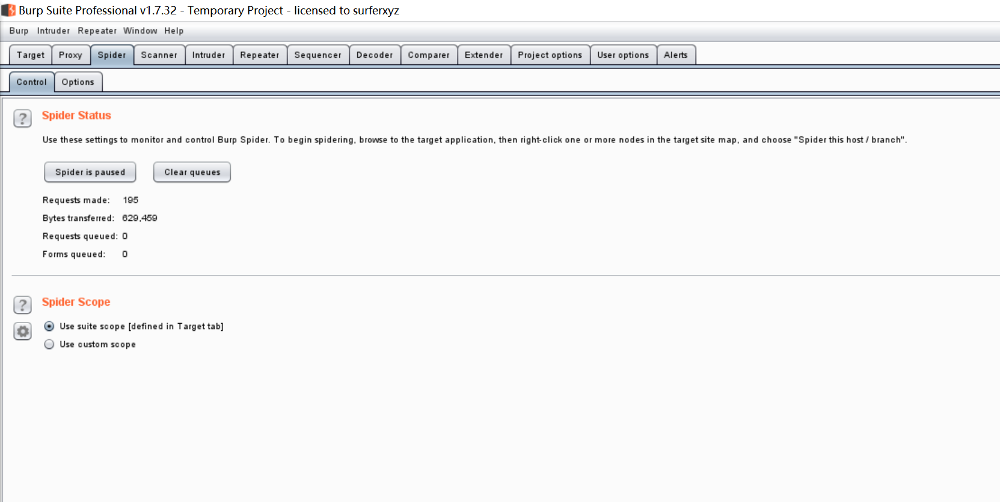 Burp Suite Professional v1.7.32 - Temporary Project - licensed to surferxyz
Burp Intruder Repeater Window Help
Target Proxy Spider Scanner Intruder Repeater Sequencer Decoder Comparer Extender Project options User options Alerts
Control Options
? Spider Status
Use these settings to monitor and control Burp Spider. To begin spidering, browse to the target application, then right-click one or more nodes in the target site map, and choose "Spider this host / branch".
Spider is paused Clear queues
Requests made: 195
Bytes transferred: 629,459
Requests queued: 0
Forms queued: 0
? Spider Scope
Use suite scope [defined in Target tab]
Use custom scope